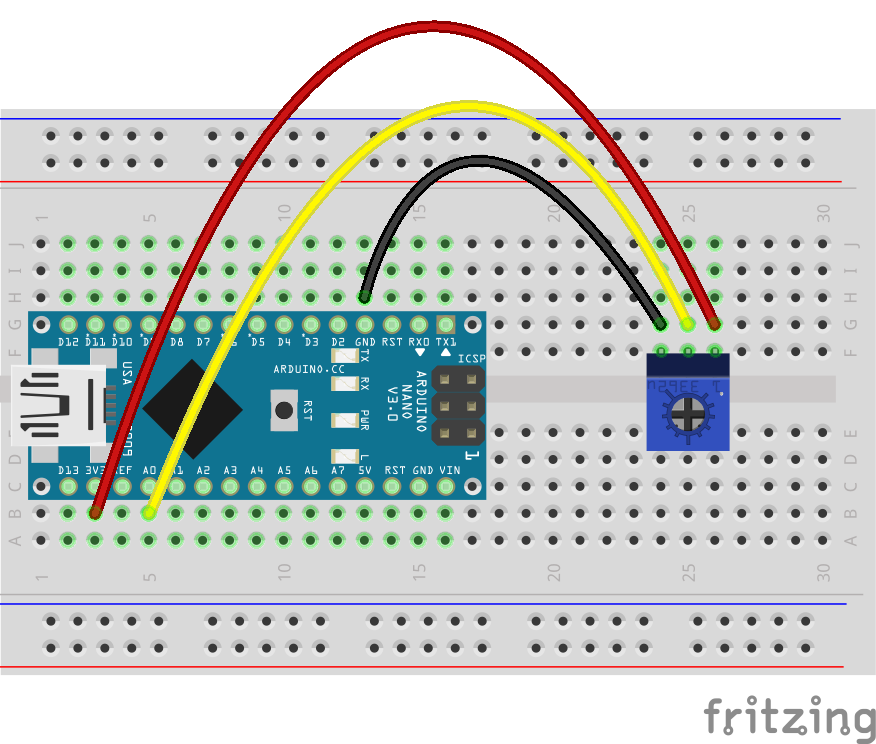 1 5 10 15 20 25 30
J J
I I
H H
G G
F F
D12 D11 D10 D9 D8 D7 D6 D5 D4 D3 D2 GND RST RX0 TX1
ARDUINO.CC
TX
RX
PWR
L
RST
ARDUINO
NANO
V3.0
ICSP
1
USA
D13 3V3 REF A0 A1 A2 A3 A4 A5 A6 A7 5V RST GND VIN
E E
D D
C C
B B
A A
1 5 10 15 20 25 30
fritzing